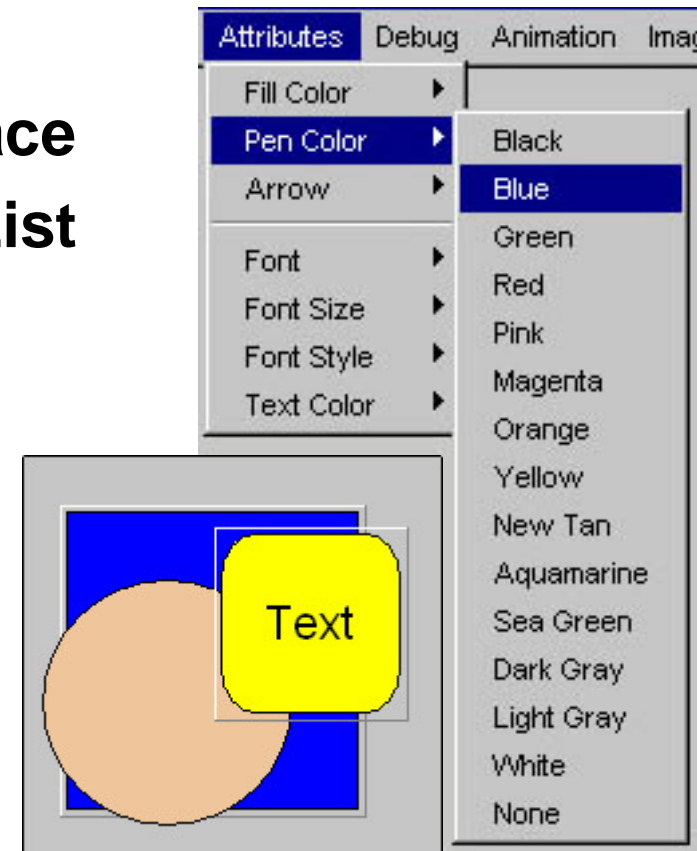 Attributes Debug Animation
Fill Color
Pen Color
Arrow
Font
Font Size
Font Style
Text Color
Black
Blue
Green
Red
Pink
Magenta
Orange
Yellow
New Tan
Aquamarine
Sea Green
Dark Gray
Light Gray
White
None
Text